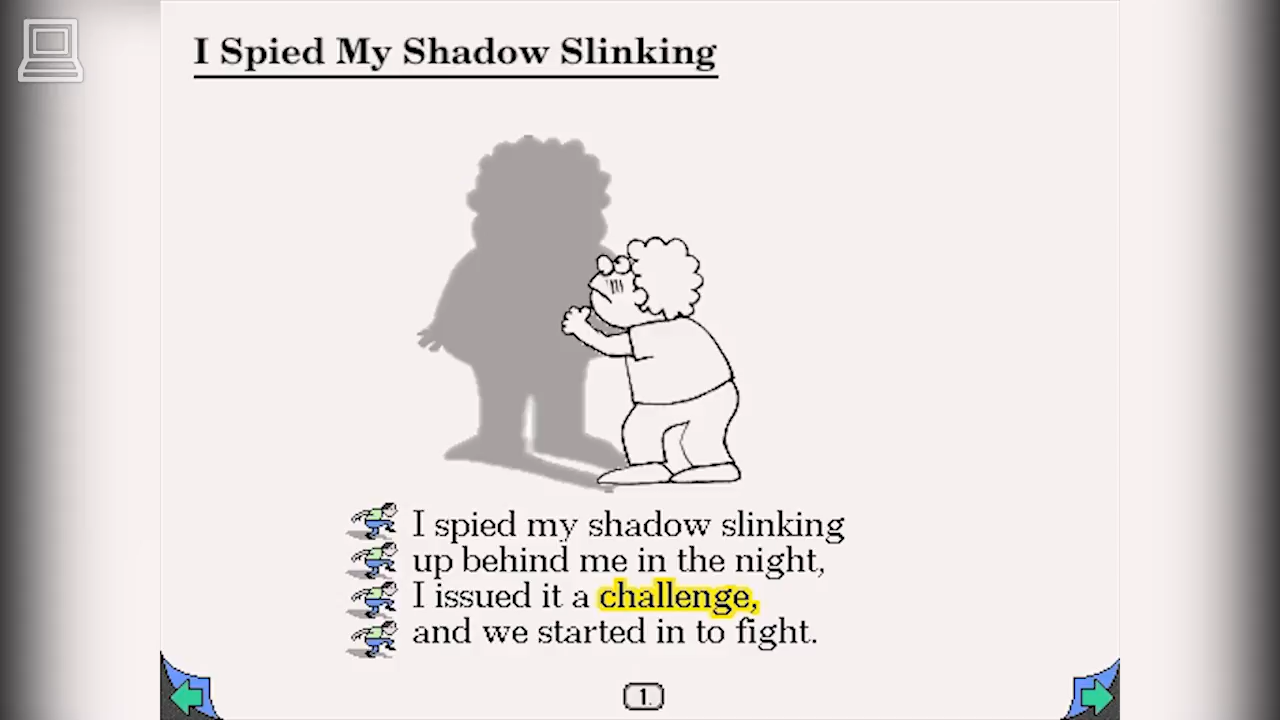 I Spied My Shadow Slinking
I spied my shadow slinking
up behind me in the night,
I issued it a challenge,
and we started in to fight.
1.